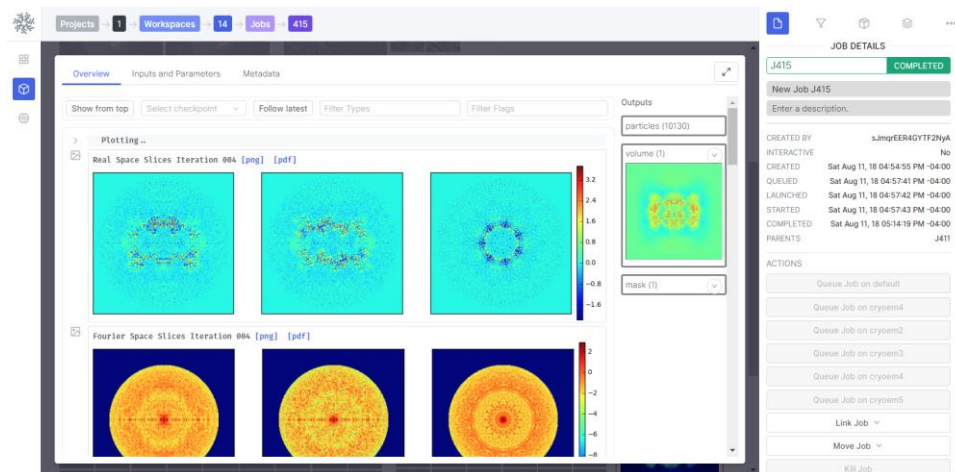 Projects → 1 → Workspaces → 14 → Jobs → 415
Overview
Inputs and Parameters
Metadata
Show from top
Select checkpoint
Follow latest
Filter Types
Filter Flags
Plotting..
Real Space Slices Iteration 004 [png] [pdf]
3.2
2.4
1.6
0.8
0.0
−0.8
−1.6
Fourier Space Slices Iteration 004 [png] [pdf]
2
0
−2
−4
−6
−8
Outputs
particles (10130)
volume (1)
mask (1)
JOB DETAILS
J415
COMPLETED
New Job J415
Enter a description.
CREATED BY sJmqrEER4GYTF2NyA
INTERACTIVE No
CREATED Sat Aug 11, 18 04:54:55 PM -04:00
QUEUED Sat Aug 11, 18 04:57:41 PM -04:00
LAUNCHED Sat Aug 11, 18 04:57:42 PM -04:00
STARTED Sat Aug 11, 18 04:57:43 PM -04:00
COMPLETED Sat Aug 11, 18 05:14:19 PM -04:00
PARENTS J411
ACTIONS
Queue Job on default
Queue Job on cryoem4
Queue Job on cryoem2
Queue Job on cryoem3
Queue Job on cryoem4
Queue Job on cryoem5
Link Job
Move Job
Kill Job